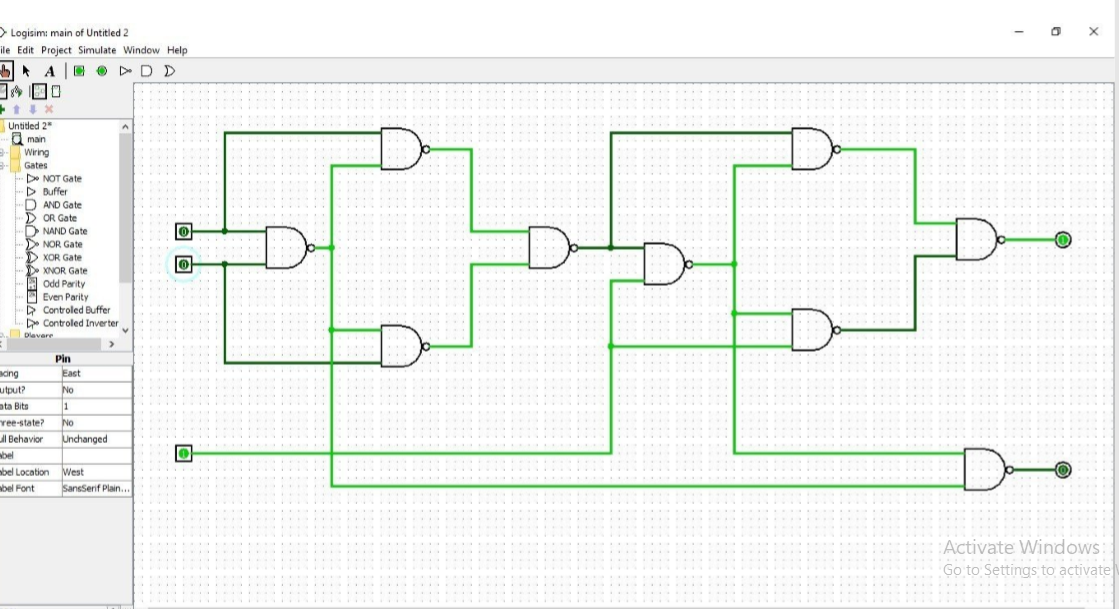 Logisim: main of Untitled 2
ile Edit Project Simulate Window Help
A
Untitled 2*
main
Wiring
Gates
NOT Gate
Buffer
AND Gate
OR Gate
NAND Gate
NOR Gate
XOR Gate
XNOR Gate
Odd Parity
Even Parity
Controlled Buffer
Controlled Inverter
Pin
acing East
utput? No
ata Bits 1
hree-state? No
ull Behavior Unchanged
abel
abel Location West
abel Font SansSerif Plain...
0
0
1
1
0
Activate Windows
Go to Settings to activate W